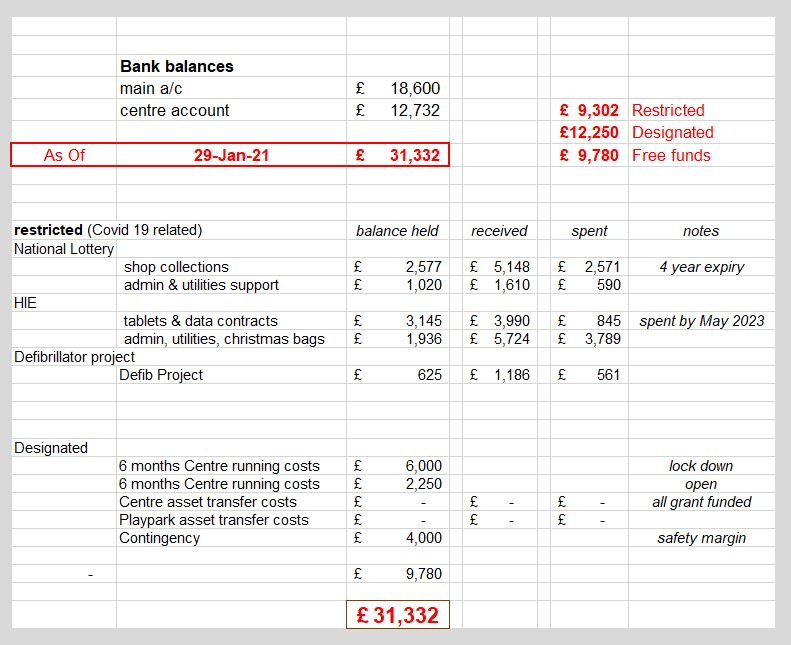 Bank balances
main a/c £ 18,600
centre account £ 12,732 £ 9,302 Restricted
£12,250 Designated
As Of 29-Jan-21 £ 31,332 £ 9,780 Free funds
restricted (Covid 19 related) balance held received spent notes
National Lottery
shop collections £ 2,577 £ 5,148 £ 2,571 4 year expiry
admin & utilities support £ 1,020 £ 1,610 £ 590
HIE
tablets & data contracts £ 3,145 £ 3,990 £ 845 spent by May 2023
admin, utilities, christmas bags £ 1,936 £ 5,724 £ 3,789
Defibrillator project
Defib Project £ 625 £ 1,186 £ 561
Designated
6 months Centre running costs £ 6,000 lock down
6 months Centre running costs £ 2,250 open
Centre asset transfer costs £ - £ - £ - all grant funded
Playpark asset transfer costs £ - £ - £ -
Contingency £ 4,000 safety margin
- £ 9,780
£ 31,332